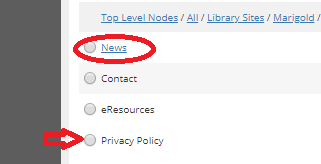 Top Level Nodes / All / Library Sites / Marigold /
News
Contact
eResources
Privacy Policy